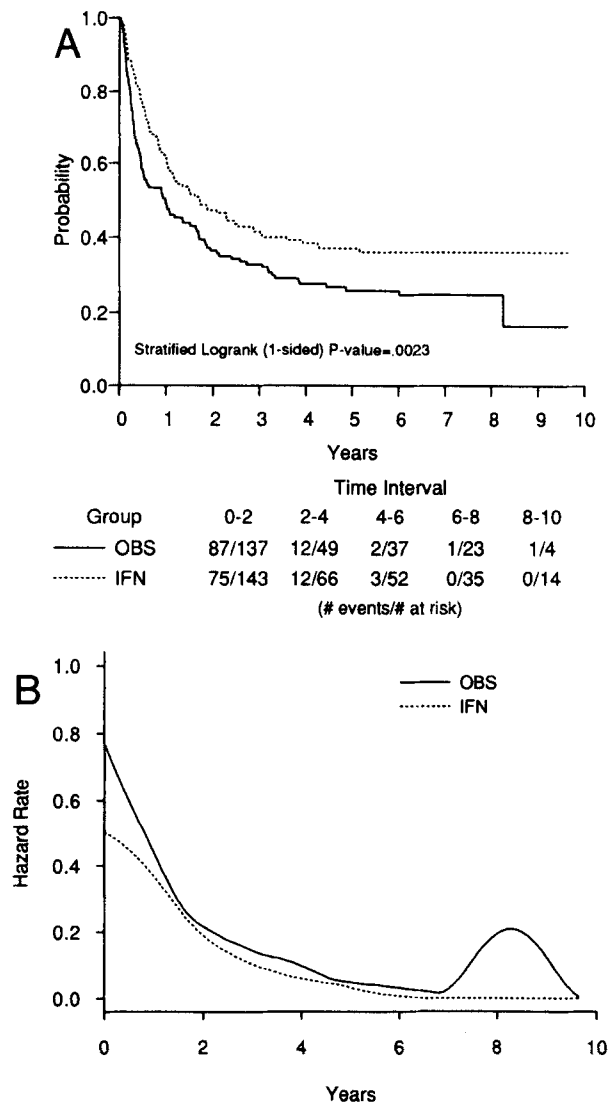 A
1.0
0.8
0.6
0.4
0.2
0.0
Probability
Stratified Logrank (1-sided) P-value=.0023
0 1 2 3 4 5 6 7 8 9 10
Years
Time Interval
Group 0-2 2-4 4-6 6-8 8-10
OBS 87/137 12/49 2/37 1/23 1/4
IFN 75/143 12/66 3/52 0/35 0/14
(# events/# at risk)
B
1.0
0.8
0.6
0.4
0.2
0.0
Hazard Rate
OBS
IFN
0 2 4 6 8 10
Years